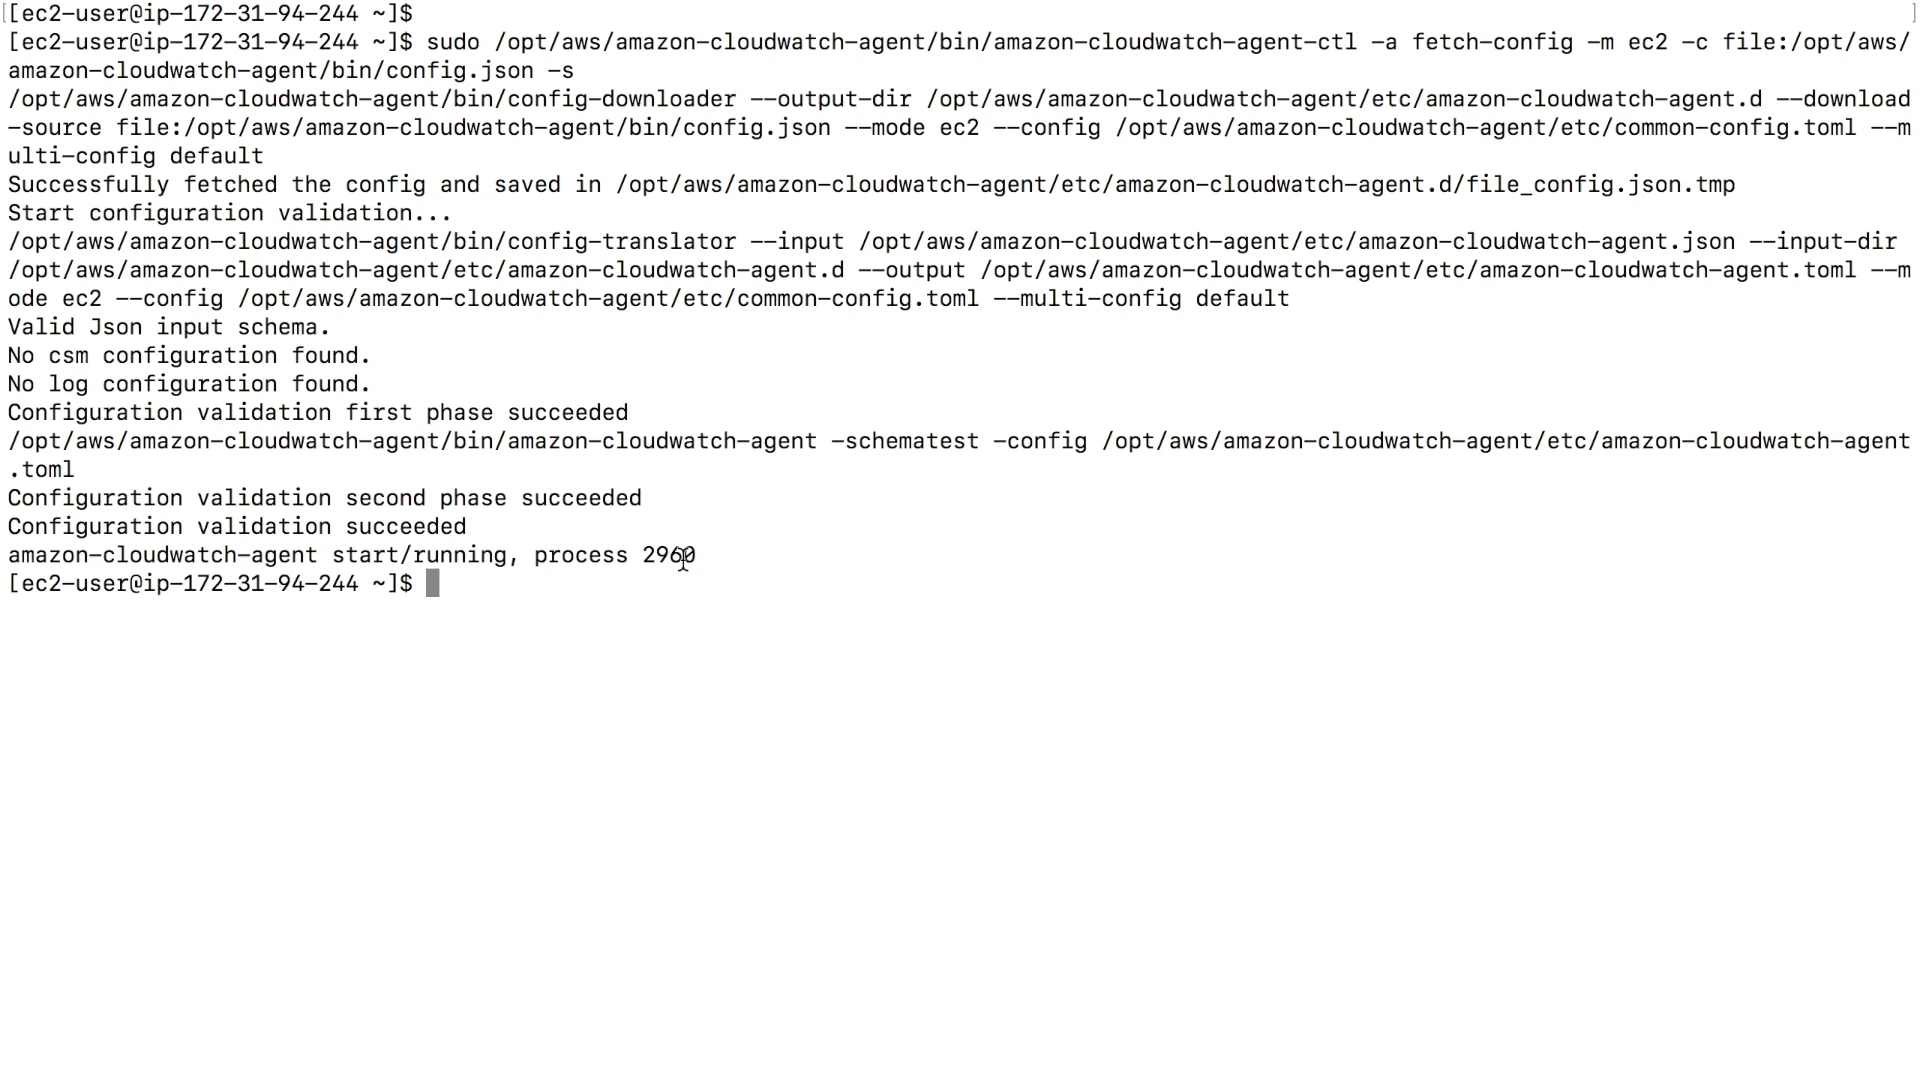 [[ec2-user@ip-172-31-94-244 ~]$ ]
[ec2-user@ip-172-31-94-244 ~]$ sudo /opt/aws/amazon-cloudwatch-agent/bin/amazon-cloudwatch-agent-ctl -a fetch-config -m ec2 -c file:/opt/aws/
amazon-cloudwatch-agent/bin/config.json -s
/opt/aws/amazon-cloudwatch-agent/bin/config-downloader --output-dir /opt/aws/amazon-cloudwatch-agent/etc/amazon-cloudwatch-agent.d --download
-source file:/opt/aws/amazon-cloudwatch-agent/bin/config.json --mode ec2 --config /opt/aws/amazon-cloudwatch-agent/etc/common-config.toml --m
ulti-config default
Successfully fetched the config and saved in /opt/aws/amazon-cloudwatch-agent/etc/amazon-cloudwatch-agent.d/file_config.json.tmp
Start configuration validation...
/opt/aws/amazon-cloudwatch-agent/bin/config-translator --input /opt/aws/amazon-cloudwatch-agent/etc/amazon-cloudwatch-agent.json --input-dir
/opt/aws/amazon-cloudwatch-agent/etc/amazon-cloudwatch-agent.d --output /opt/aws/amazon-cloudwatch-agent/etc/amazon-cloudwatch-agent.toml --m
ode ec2 --config /opt/aws/amazon-cloudwatch-agent/etc/common-config.toml --multi-config default
Valid Json input schema.
No csm configuration found.
No log configuration found.
Configuration validation first phase succeeded
/opt/aws/amazon-cloudwatch-agent/bin/amazon-cloudwatch-agent -schematest -config /opt/aws/amazon-cloudwatch-agent/etc/amazon-cloudwatch-agent
.toml
Configuration validation second phase succeeded
Configuration validation succeeded
amazon-cloudwatch-agent start/running, process 2960
[ec2-user@ip-172-31-94-244 ~]$